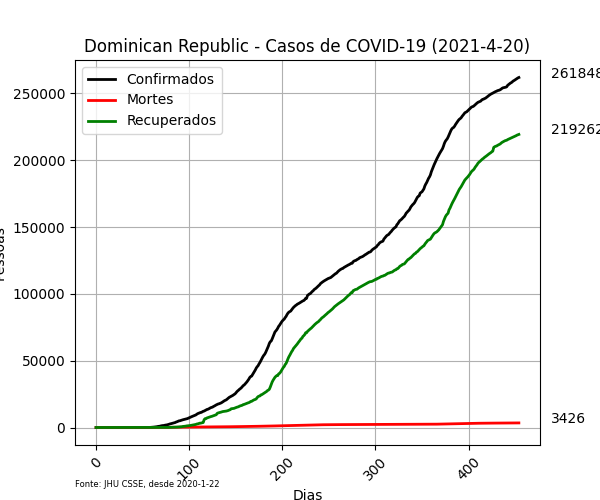 Dominican Republic - Casos de COVID-19 (2021-4-20)
Confirmados
Mortes
Recuperados
261848
219262
3426
250000
200000
150000
100000
50000
0
0
100
200
300
400
Fonte: JHU CSSE, desde 2020-1-22
Dias